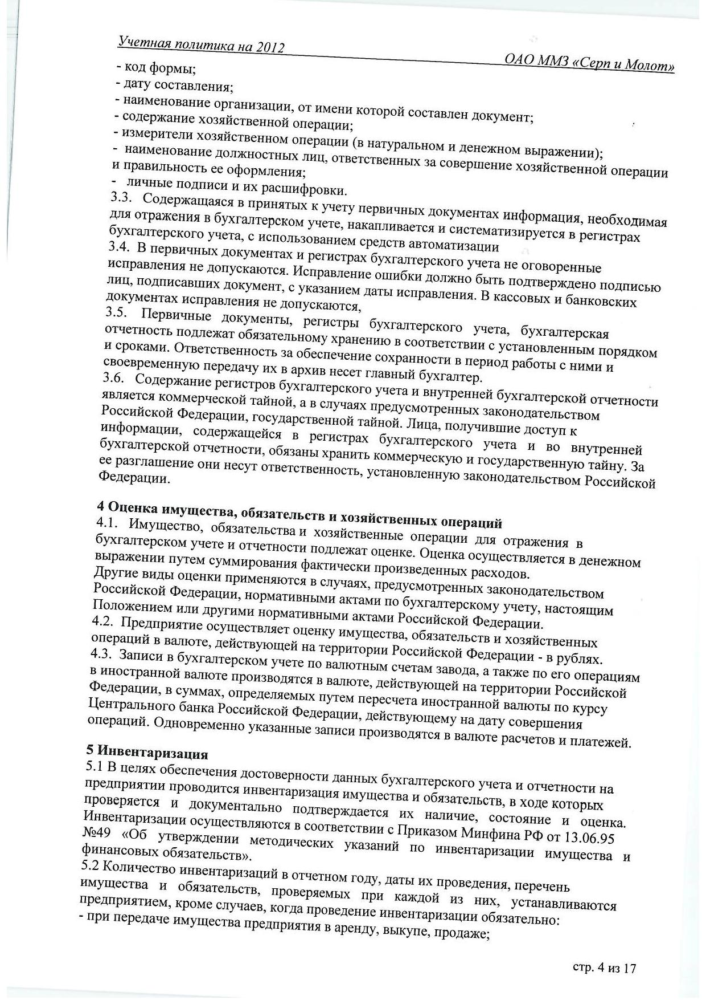 Учетная политика на 2012
ОАО ММЗ «Серп и Молот»
- код формы;
- дату составления;
- наименование организации, от имени которой составлен документ;
- содержание хозяйственной операции;
- измерители хозяйственном операции (в натуральном и денежном выражении);
- наименование должностных лиц, ответственных за совершение хозяйственной операции
и правильность ее оформления;
- личные подписи и их расшифровки.
3.3. Содержащаяся в принятых к учету первичных документах информация, необходимая
для отражения в бухгалтерском учете, накапливается и систематизируется в регистрах
бухгалтерского учета, с использованием средств автоматизации
3.4. В первичных документах и регистрах бухгалтерского учета не оговоренные
исправления не допускаются. Исправление ошибки должно быть подтверждено подписью
лиц, подписавших документ, с указанием даты исправления. В кассовых и банковских
документах исправления не допускаются,
3.5. Первичные документы, регистры бухгалтерского учета, бухгалтерская
отчетность подлежат обязательному хранению в соответствии с установленным порядком
и сроками. Ответственность за обеспечение сохранности в период работы с ними и
своевременную передачу их в архив несет главный бухгалтер.
3.6. Содержание регистров бухгалтерского учета и внутренней бухгалтерской отчетности
является коммерческой тайной, а в случаях предусмотренных законодательством
Российской Федерации, государственной тайной. Лица, получившие доступ к
информации, содержащейся в регистрах бухгалтерского учета и во внутренней
бухгалтерской отчетности, обязаны хранить коммерческую и государственную тайну. За
ее разглашение они несут ответственность, установленную законодательством Российской
Федерации.
4 Оценка имущества, обязательств и хозяйственных операций
4.1. Имущество, обязательства и хозяйственные операции для отражения в
бухгалтерском учете и отчетности подлежат оценке. Оценка осуществляется в денежном
выражении путем суммирования фактически произведенных расходов.
Другие виды оценки применяются в случаях, предусмотренных законодательством
Российской Федерации, нормативными актами по бухгалтерскому учету, настоящим
Положением или другими нормативными актами Российской Федерации.
4.2. Предприятие осуществляет оценку имущества, обязательств и хозяйственных
операций в валюте, действующей на территории Российской Федерации - в рублях.
4.3. Записи в бухгалтерском учете по валютным счетам завода, а также по его операциям
в иностранной валюте производятся в валюте, действующей на территории Российской
Федерации, в суммах, определяемых путем пересчета иностранной валюты по курсу
Центрального банка Российской Федерации, действующему на дату совершения
операций. Одновременно указанные записи производятся в валюте расчетов и платежей.
5 Инвентаризация
5.1 В целях обеспечения достоверности данных бухгалтерского учета и отчетности на
предприятии проводится инвентаризация имущества и обязательств, в ходе которых
проверяется и документально подтверждается их наличие, состояние и оценка.
Инвентаризации осуществляются в соответствии с Приказом Минфина РФ от 13.06.95
№49 «Об утверждении методических указаний по инвентаризации имущества и
финансовых обязательств».
5.2 Количество инвентаризаций в отчетном году, даты их проведения, перечень
имущества и обязательств, проверяемых при каждой из них, устанавливаются
предприятием, кроме случаев, когда проведение инвентаризации обязательно:
- при передаче имущества предприятия в аренду, выкупе, продаже;
стр. 4 из 17